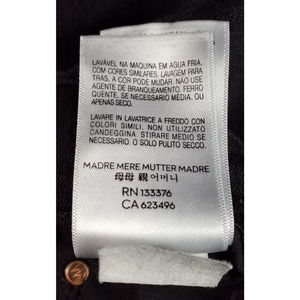 LAVÁVEL NA MAQUINA EM ÁGUA FRIA,
COM CORES SIMILARES. LAVAGEM PARA
TRAS, A COR PODE MUDAR. NÃO USE
AGENTE DE BRANQUEAMENTO. FERRO
QUENTE, SE NECESSARIO MÉDIA, OU
APENAS SECO.
LAVARE IN LAVATRICE A FREDDO CON
COLORI SIMILI. NON UTILIZZATO
CANDEGGINA STIRARE MEDIO SE
NECESSARIO. O SOLO PULITO SECCO.
MADRE MERE MUTTER MADRE
母母 親 어머니
RN 133376
CA 623496